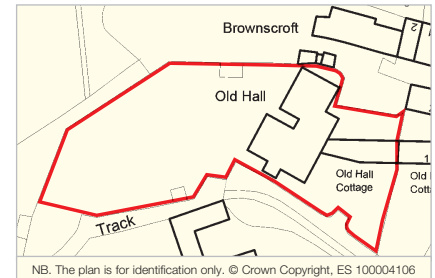 Brownscroft
2
Old Hall
1
Old Hall
Cottage
Old
Cot
Track
NB. The plan is for identification only. © Crown Copyright, ES 100004106